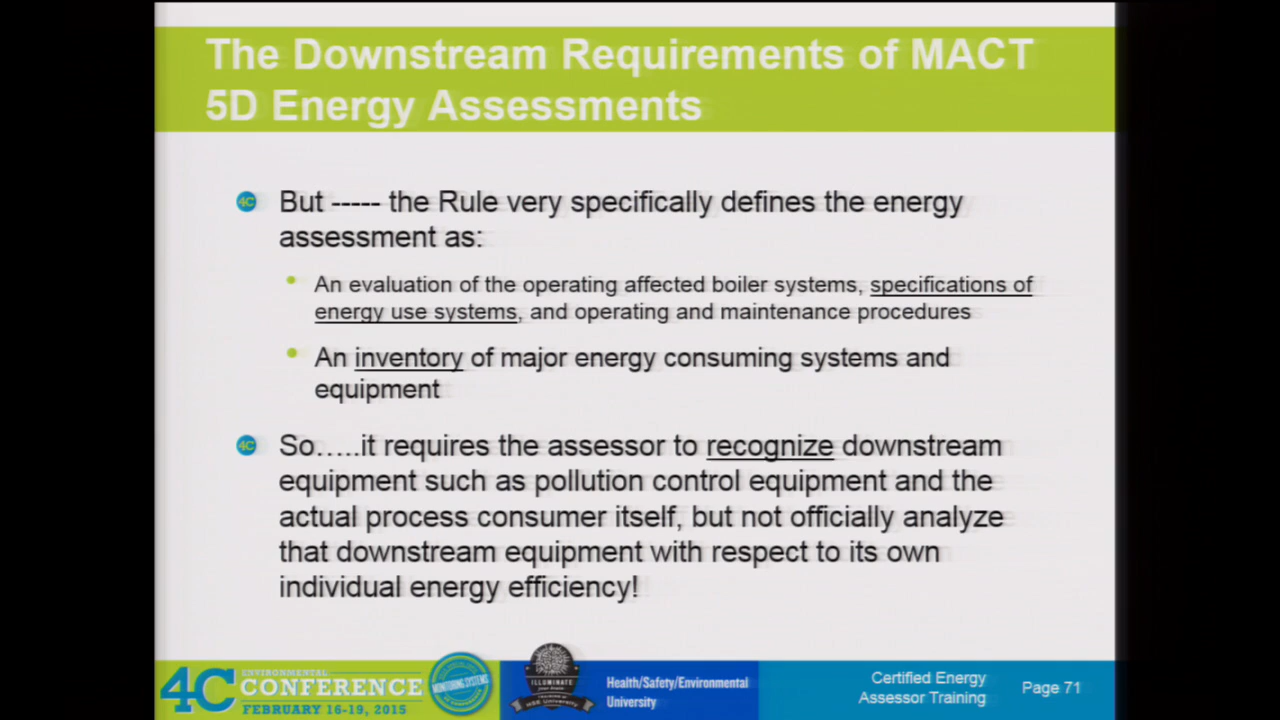 The Downstream Requirements of MACT
5D Energy Assessments
But ----- the Rule very specifically defines the energy
assessment as:
An evaluation of the operating affected boiler systems, specifications of
energy use systems, and operating and maintenance procedures
An inventory of major energy consuming systems and
equipment
So.....it requires the assessor to recognize downstream
equipment such as pollution control equipment and the
actual process consumer itself, but not officially analyze
that downstream equipment with respect to its own
individual energy efficiency!
4C ENVIRONMENTAL
CONFERENCE
FEBRUARY 16-19, 2015
MONITORING SYSTEMS
ILLUMINATE
HSE University
Health/Safety/Environmental
University
Certified Energy
Assessor Training
Page 71